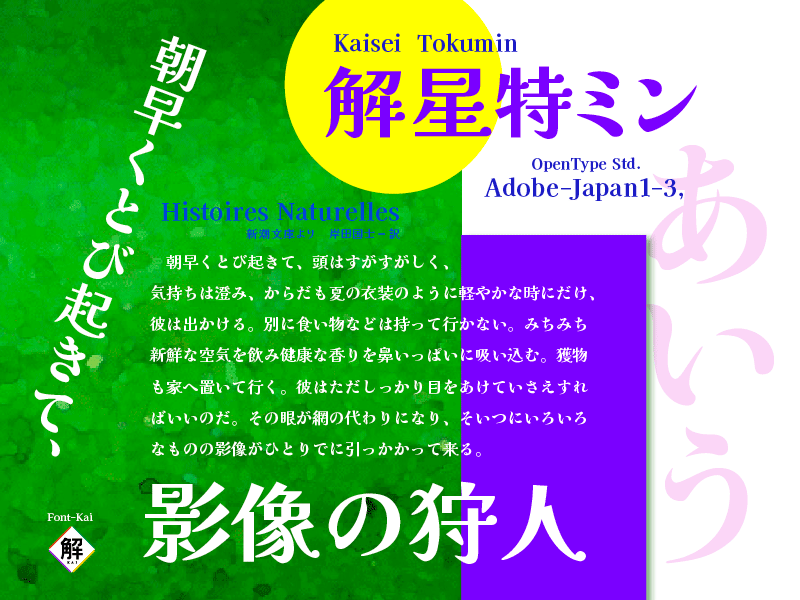 Kaisei Tokumin
解星特ミン
OpenType Std.
Adobe-Japan1-3,
あいう
朝早くとび起きて、
Histoires Naturelles
新潮文庫より　岸田国士－訳
朝早くとび起きて、頭はすがすがしく、
気持ちは澄み、からだも夏の衣装のように軽やかな時にだけ、
彼は出かける。別に食い物などは持って行かない。みちみち
新鮮な空気を飲み健康な香りを鼻いっぱいに吸い込む。獲物
も家へ置いて行く。彼はただしっかり目をあけていさえすれ
ばいいのだ。その眼が網の代わりになり、そいつにいろいろ
なものの影像がひとりでに引っかかって来る。
影像の狩人
Font-Kai
解
KAI